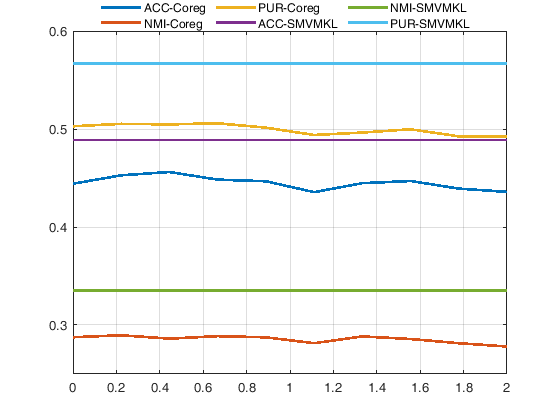 ACC-Coreg PUR-Coreg NMI-SMVMKL
NMI-Coreg ACC-SMVMKL PUR-SMVMKL
0.6
0.5
0.4
0.3
0 0.2 0.4 0.6 0.8 1 1.2 1.4 1.6 1.8 2